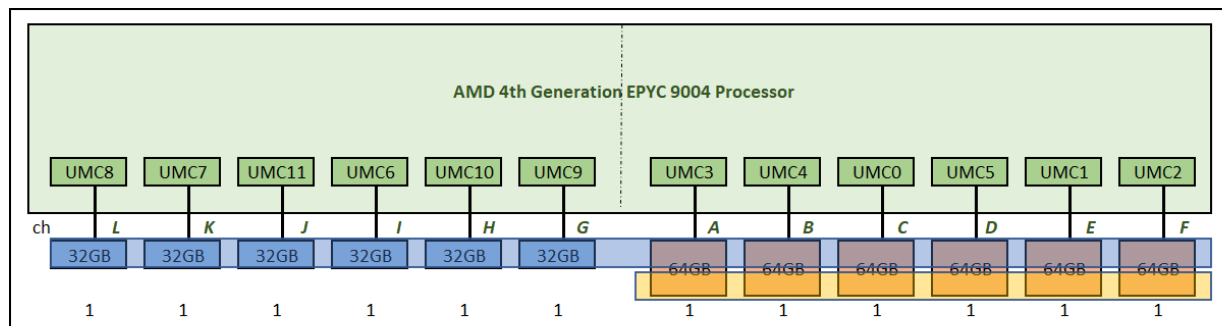 AMD 4th Generation EPYC 9004 Processor
UMC8 UMC7 UMC11 UMC6 UMC10 UMC9 UMC3 UMC4 UMC0 UMC5 UMC1 UMC2
ch L K J I H G A B C D E F
32GB 32GB 32GB 32GB 32GB 32GB 64GB 64GB 64GB 64GB 64GB 64GB
1 1 1 1 1 1 1 1 1 1 1 1